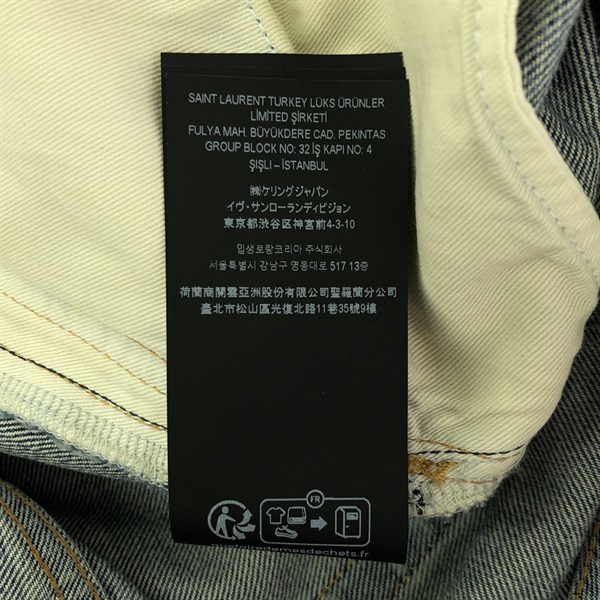 SAINT LAURENT TURKEY LÜKS ÜRÜNLER
LİMİTED ŞİRKETİ
FULYA MAH. BÜYÜKDERE CAD. PEKINTAS
GROUP BLOCK NO: 32 İŞ KAPI NO: 4
ŞIŞLI – İSTANBUL
㈱ケリングジャパン
イヴ・サンローランディビジョン
東京都渋谷区神宮前4-3-10
입생로랑코리아 주식회사
서울특별시 강남구 영동대로 517 13층
荷蘭商開雲亞洲股份有限公司聖羅蘭分公司
臺北市松山區光復北路11巷35號9樓
FR
quefairedemesdechets.fr